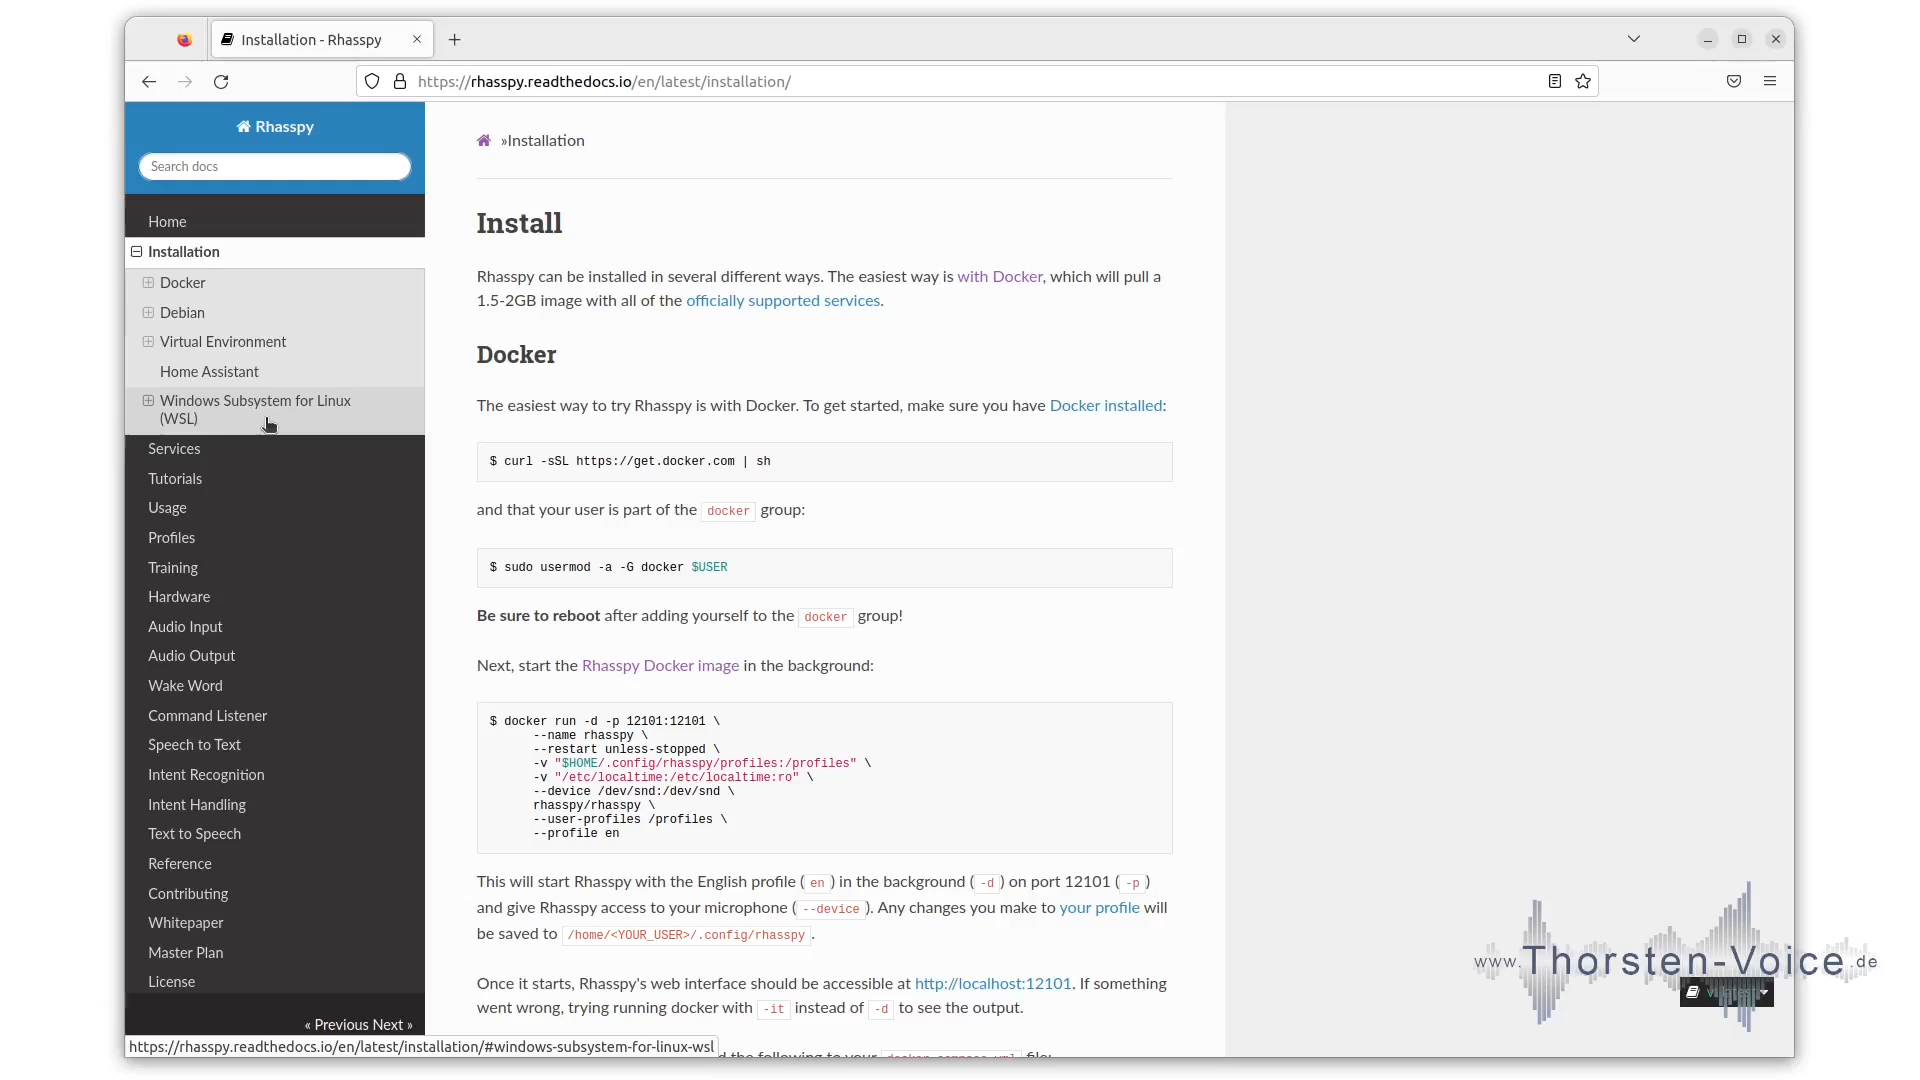 Installation - Rhasspy
https://rhasspy.readthedocs.io/en/latest/installation/
Rhasspy
Search docs
Home
Installation
Docker
Debian
Virtual Environment
Home Assistant
Windows Subsystem for Linux
(WSL)
Services
Tutorials
Usage
Profiles
Training
Hardware
Audio Input
Audio Output
Wake Word
Command Listener
Speech to Text
Intent Recognition
Intent Handling
Text to Speech
Reference
Contributing
Whitepaper
Master Plan
License
« Previous Next »
https://rhasspy.readthedocs.io/en/latest/installation/#windows-subsystem-for-linux-wsl
»Installation
Install
Rhasspy can be installed in several different ways. The easiest way is with Docker, which will pull a
1.5-2GB image with all of the officially supported services.
Docker
The easiest way to try Rhasspy is with Docker. To get started, make sure you have Docker installed:
$ curl -sSL https://get.docker.com | sh
and that your user is part of the docker group:
$ sudo usermod -a -G docker $USER
Be sure to reboot after adding yourself to the docker group!
Next, start the Rhasspy Docker image in the background:
$ docker run -d -p 12101:12101 \
--name rhasspy \
--restart unless-stopped \
-v "$HOME/.config/rhasspy/profiles:/profiles" \
-v "/etc/localtime:/etc/localtime:ro" \
--device /dev/snd:/dev/snd \
rhasspy/rhasspy \
--user-profiles /profiles \
--profile en
This will start Rhasspy with the English profile ( en ) in the background ( -d ) on port 12101 ( -p )
and give Rhasspy access to your microphone ( --device ). Any changes you make to your profile will
be saved to /home/<YOUR_USER>/.config/rhasspy .
Once it starts, Rhasspy's web interface should be accessible at http://localhost:12101. If something
went wrong, trying running docker with -it instead of -d to see the output.
the following to your docker-compose.yml file:
www.Thorsten-Voice.de